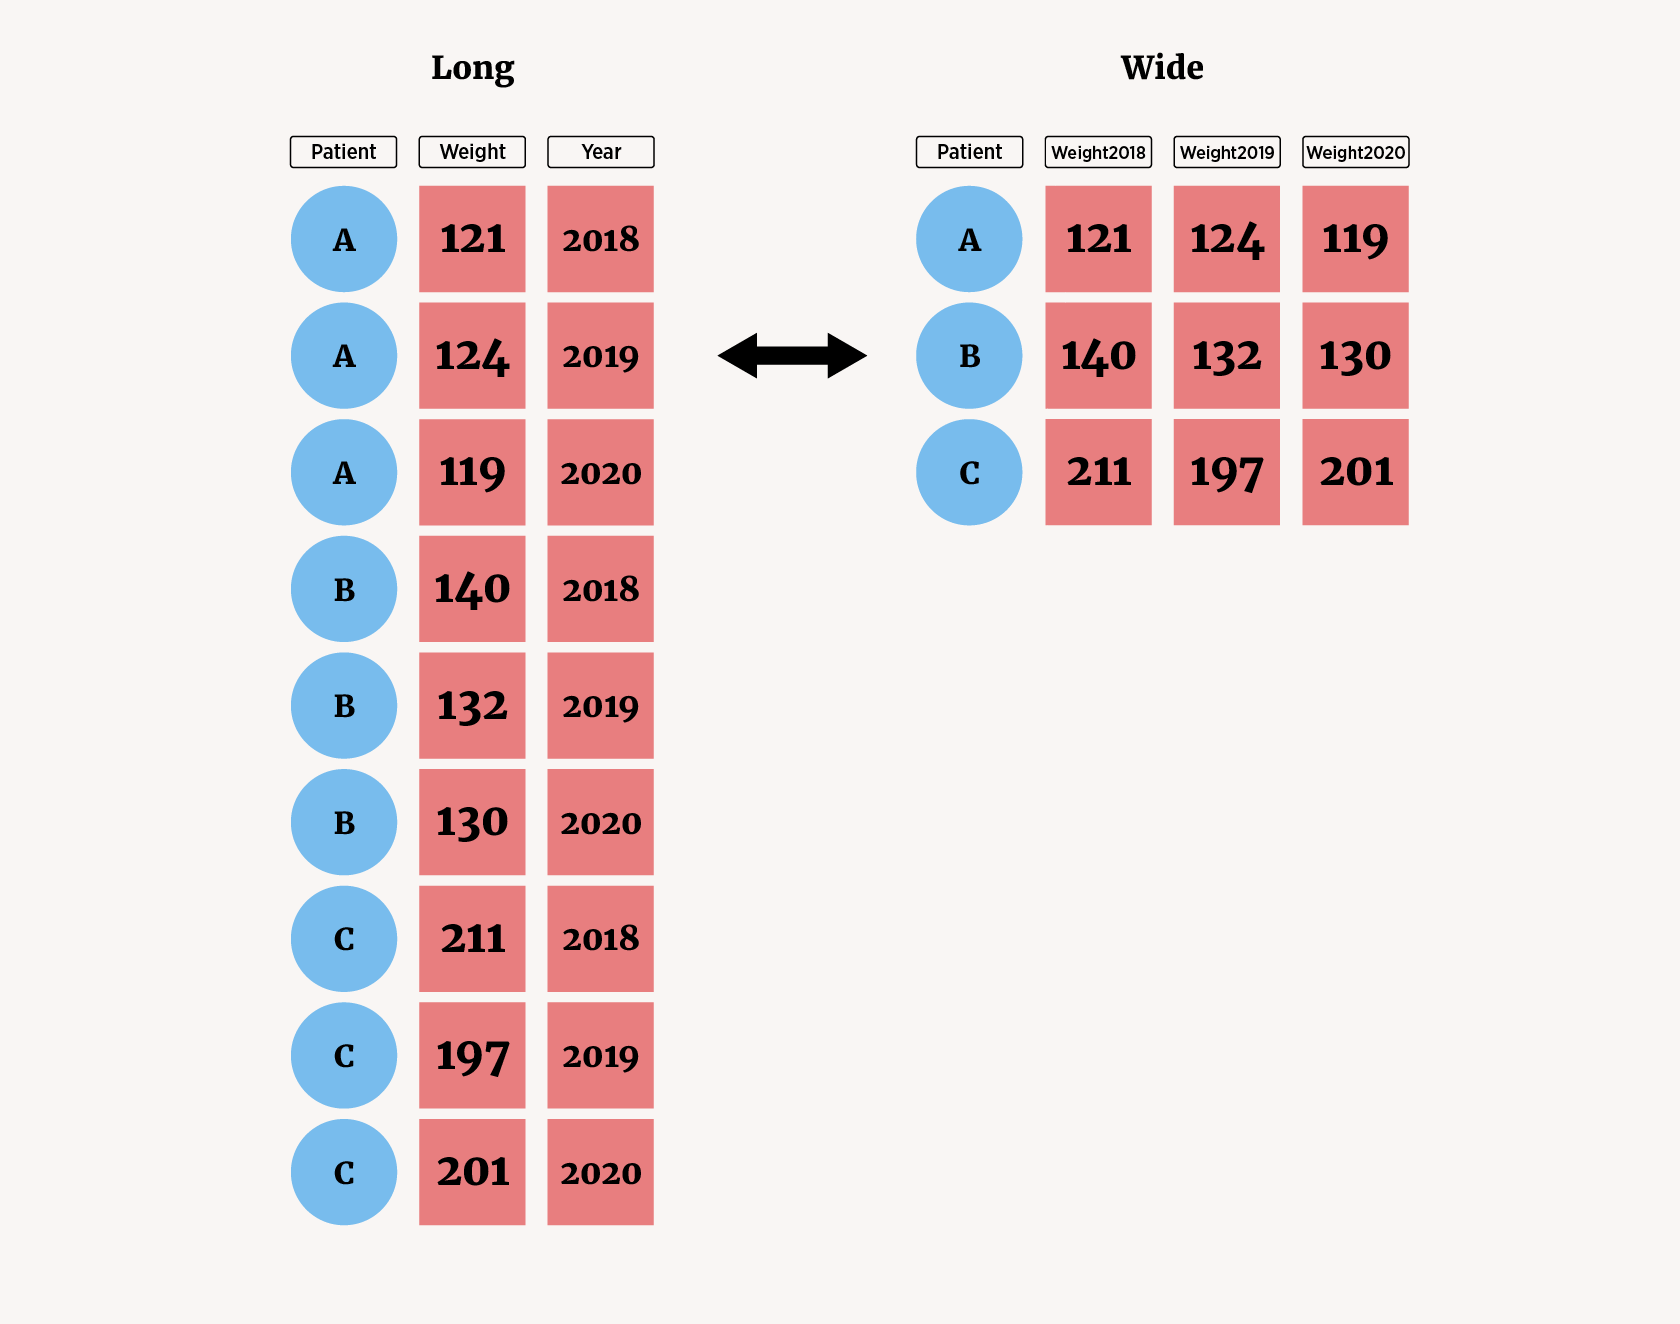 Long
Patient Weight Year
A 121 2018
A 124 2019
A 119 2020
B 140 2018
B 132 2019
B 130 2020
C 211 2018
C 197 2019
C 201 2020
Wide
Patient Weight2018 Weight2019 Weight2020
A 121 124 119
B 140 132 130
C 211 197 201